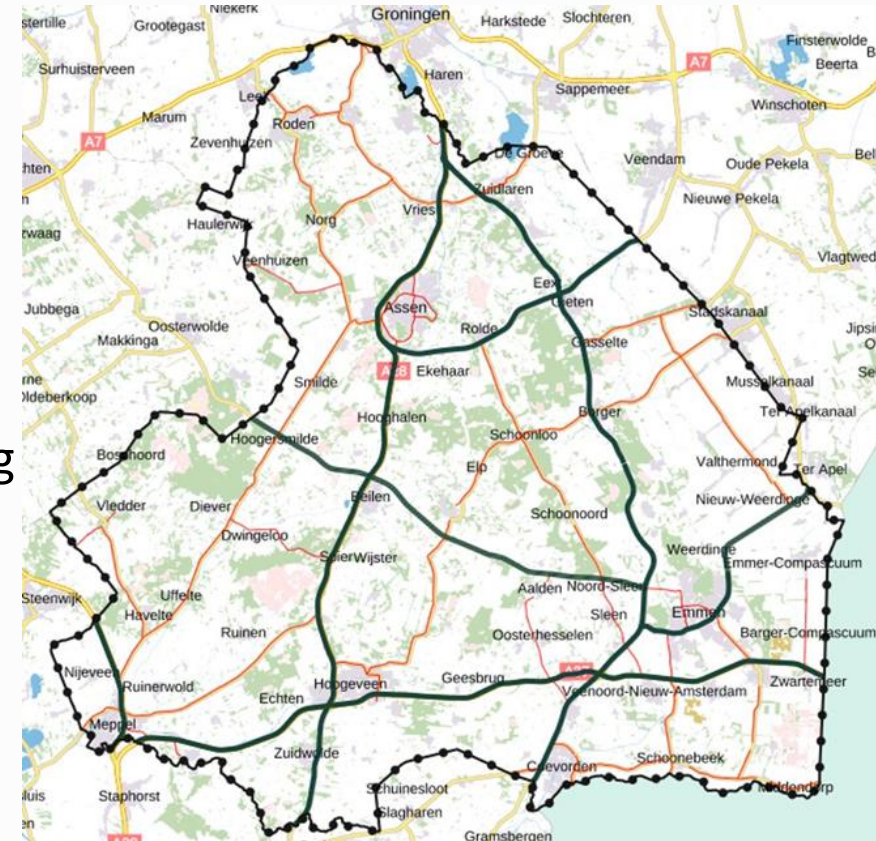 Niekerk
Groningen
Grootegast
Harkstede
Slochteren
Finsterwolde
Beerta
A7
Surhuisterveen
Haren
Leek
Sappemeer
Winschoten
Marum
Roden
A7
Zevenhuizen
De Groeve
Veendam
Oude Pekela
Zuidlaren
Nieuwe Pekela
Vries
Norg
Veenhuizen
Eex
Gieten
Jubbega
Assen
Stadskanaal
Makkinga
Oosterwolde
Rolde
Gasselte
Smilde
A28
Ekehaar
Musselkanaal
Hooghalen
Borger
Ter Apelkanaal
Hoogersmilde
Schoonloo
g
Elp
Valthermond
Ter Apel
Beilen
Nieuw-Weerdinge
Vledder
Diever
Schoonoord
Dwingeloo
Weerdinge
Spier
Wijster
Emmer-Compascuum
Steenwijk
Uffelte
Aalden
Noord-Sleen
Havelte
Sleen
Emmen
Ruinen
Oosterhesselen
Barger-Compascuum
Nijeveen
Ruinerwold
Hoogeveen
Geesbrug
Zwartemeer
Echten
Veenoord-Nieuw-Amsterdam
Meppel
Zuidwolde
Coevorden
Schoonebeek
Staphorst
Schuinesloot
Middendorp
Slagharen
Gramsbergen